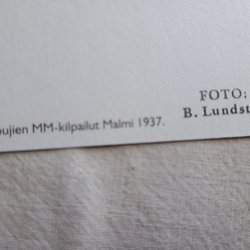 FOTO:
B. Lundst
oujien MM-kilpailut Malmi 1937.